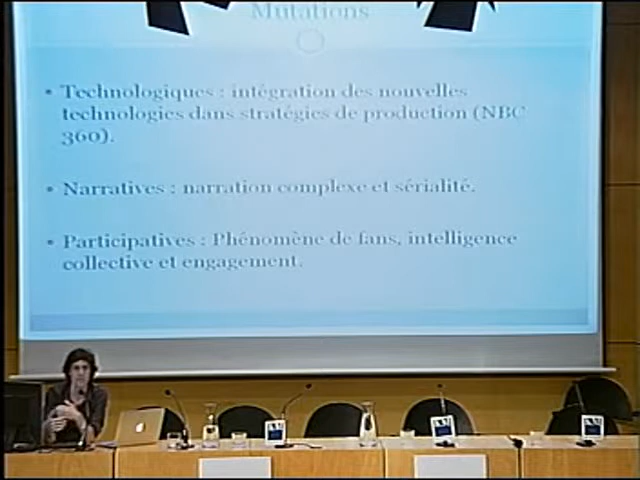 Mutations
• Technologiques : intégration des nouvelles
technologies dans stratégies de production (NBC
360).
• Narratives : narration complexe et sérialité.
• Participatives : Phénomène de fans, intelligence
collective et engagement.